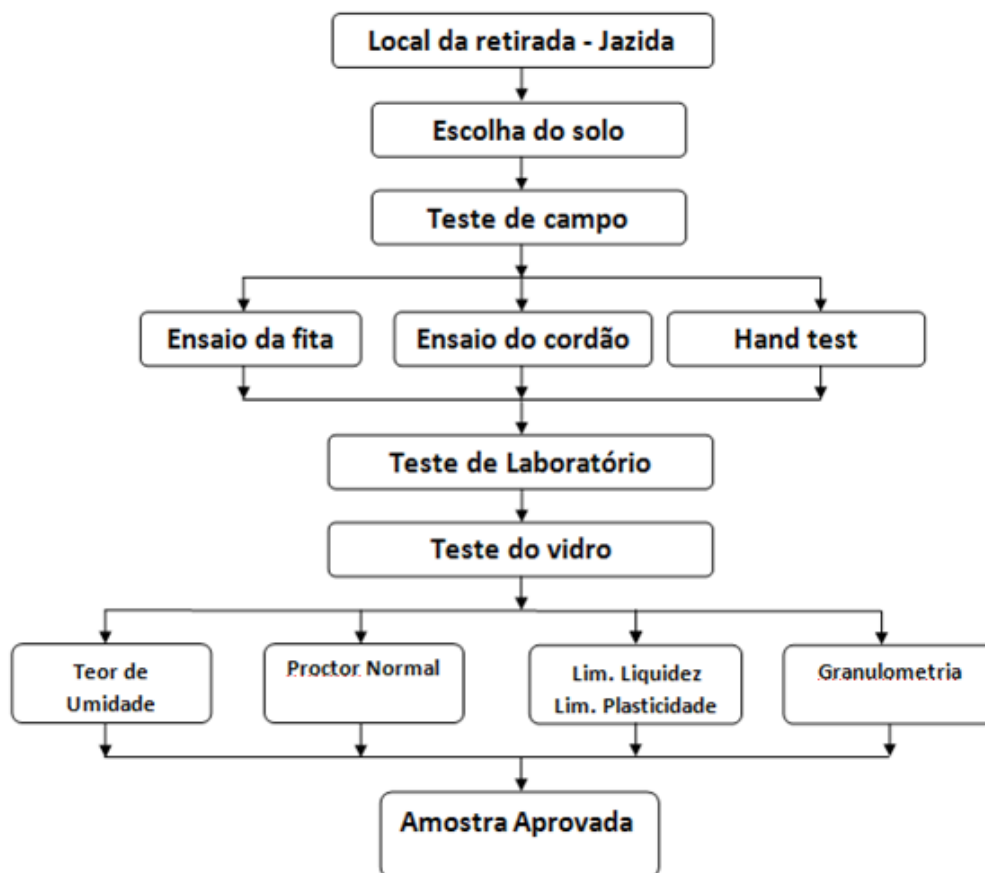 Local da retirada - Jazida
Escolha do solo
Teste de campo
Ensaio da fita
Ensaio do cordão
Hand test
Teste de Laboratório
Teste do vidro
Teor de
Umidade
Proctor Normal
Lim. Liquidez
Lim. Plasticidade
Granulometria
Amostra Aprovada